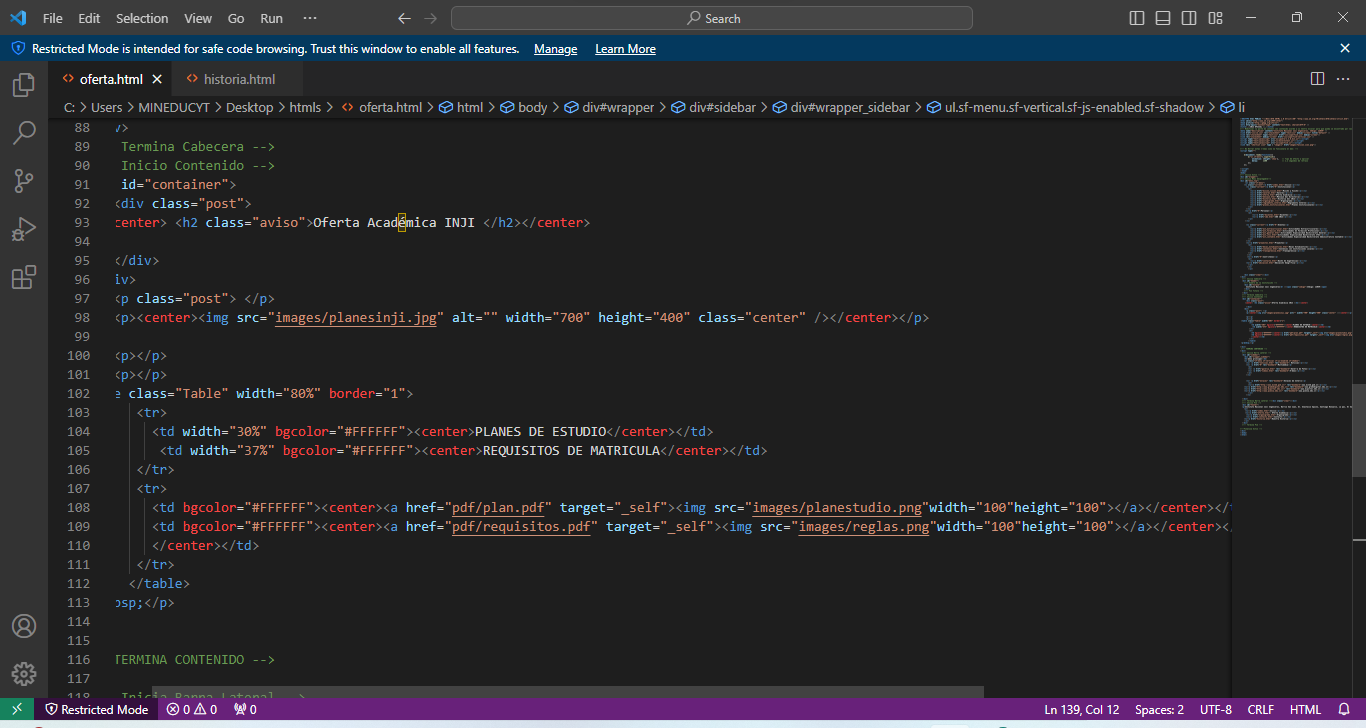 File Edit Selection View Go Run ··· Search
Restricted Mode is intended for safe code browsing. Trust this window to enable all features. Manage Learn More
oferta.html historia.html
C: > Users > MINEDUCYT > Desktop > htmls > oferta.html > html > body > div#wrapper > div#sidebar > div#wrapper_sidebar > ul.sf-menu.sf-vertical.sf-js-enabled.sf-shadow > li
88 v>
89 Termina Cabecera -->
90 Inicio Contenido -->
91 id="container">
92 <div class="post">
93 center> <h2 class="aviso">Oferta Académica INJI </h2></center>
94
95 </div>
96 iv>
97 <p class="post"> </p>
98 <p><center><img src="images/planesinji.jpg" alt="" width="700" height="400" class="center" /></center></p>
99
100 <p></p>
101 <p></p>
102 e class="Table" width="80%" border="1">
103 <tr>
104 <td width="30%" bgcolor="#FFFFFF"><center>PLANES DE ESTUDIO</center></td>
105 <td width="37%" bgcolor="#FFFFFF"><center>REQUISITOS DE MATRICULA</center></td>
106 </tr>
107 <tr>
108 <td bgcolor="#FFFFFF"><center><a href="pdf/plan.pdf" target="_self"><img src="images/planestudio.png"width="100"height="100"></a></center></
109 <td bgcolor="#FFFFFF"><center><a href="pdf/requisitos.pdf" target="_self"><img src="images/reglas.png"width="100"height="100"></a></center><
110 </center></td>
111 </tr>
112 </table>
113 bsp;</p>
114
115
116 TERMINA CONTENIDO -->
117
118 Inicia Barra Lateral -->
Restricted Mode 0 0 0 Ln 139, Col 12 Spaces: 2 UTF-8 CRLF HTML